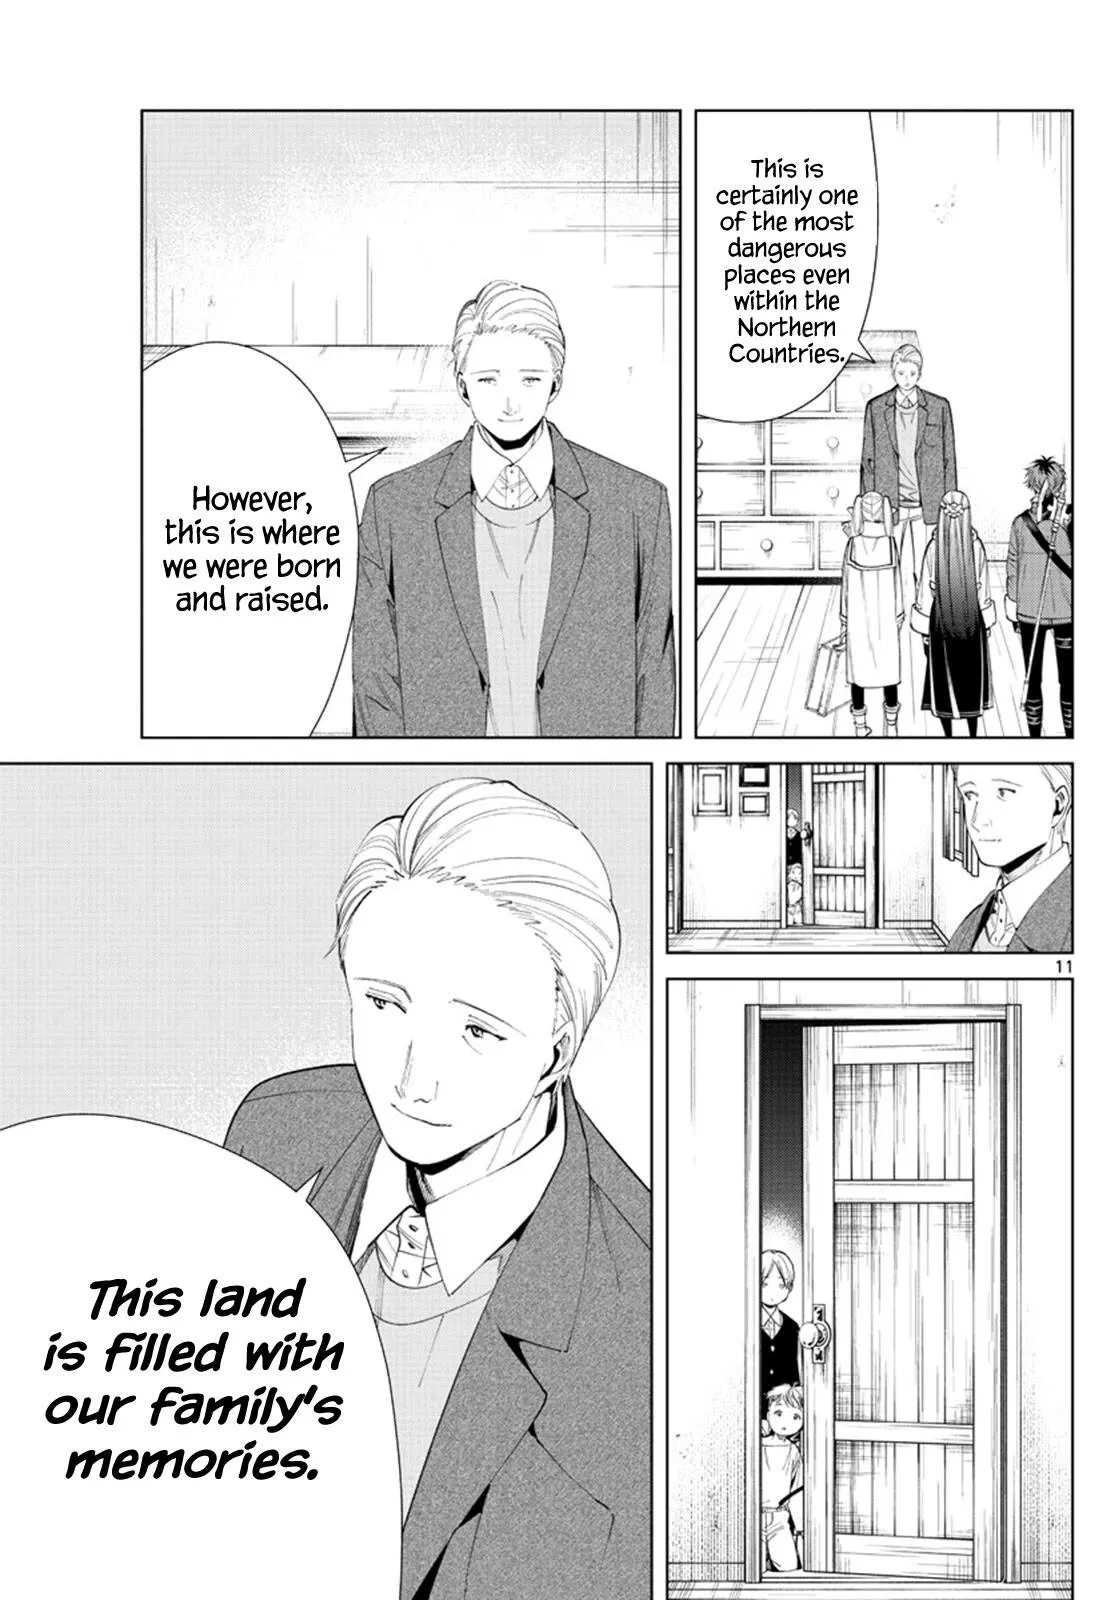 This is
certainly one
of the most
dangerous
places even
within the
Northern
Countries.
However,
this is where
we were born
and raised.
11
This land
is filled with
our family's
memories.